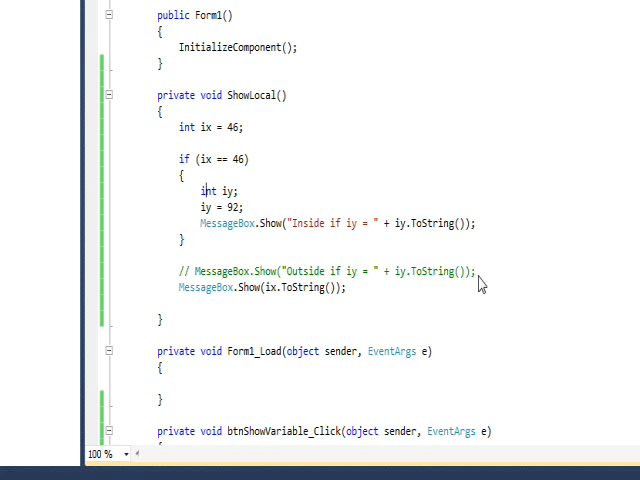 public Form1()
{
InitializeComponent();
}
private void ShowLocal()
{
int ix = 46;
if (ix == 46)
{
int iy;
iy = 92;
MessageBox.Show("Inside if iy = " + iy.ToString());
}
// MessageBox.Show("Outside if iy = " + iy.ToString());
MessageBox.Show(ix.ToString());
}
private void Form1_Load(object sender, EventArgs e)
{
}
private void btnShowVariable_Click(object sender, EventArgs e)
100 %